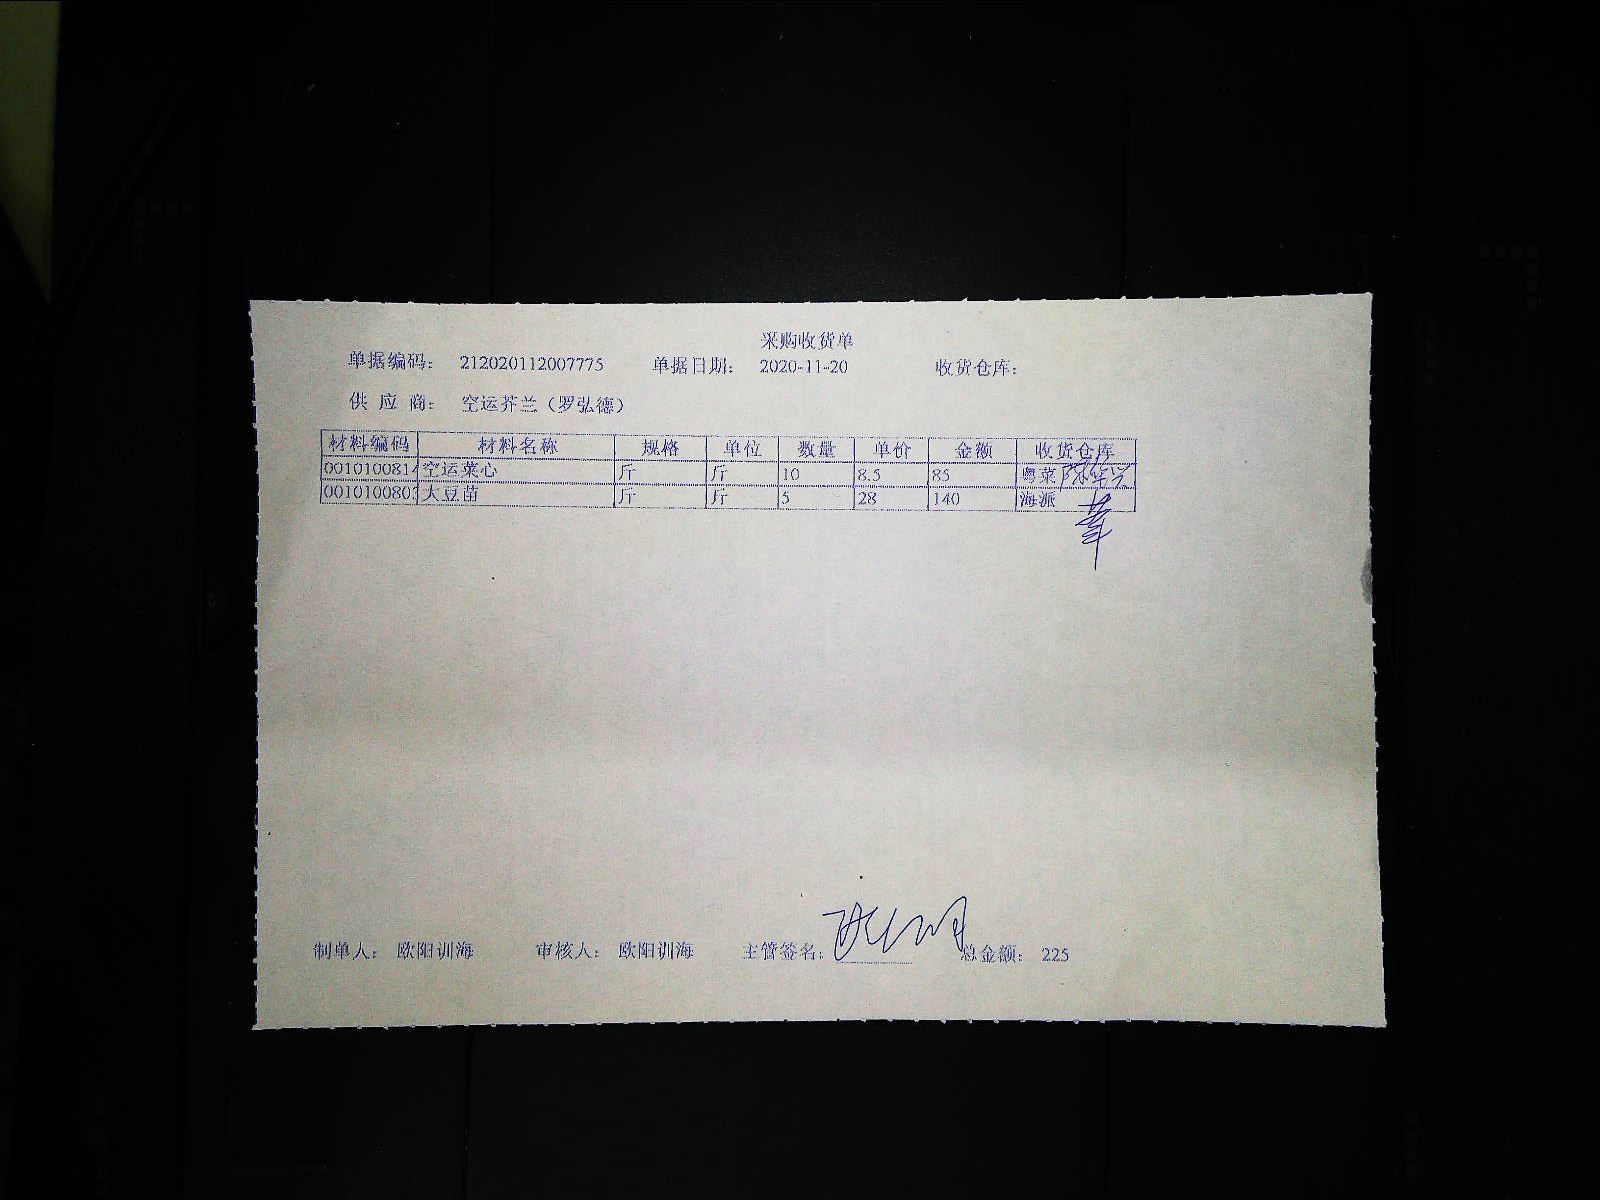 采购收货单
单据编码： 212020112007775 单据日期： 2020-11-20 收货仓库：
供 应 商： 空运芥兰（罗弘德）
材料编码 材料名称 规格 单位 数量 单价 金额 收货仓库
0010100814 空运菜心 斤 斤 10 8.5 85 粤菜
001010080 大豆苗 斤 斤 5 28 140 海派
制单人： 欧阳训海 审核人： 欧阳训海 主管签名： 总金额： 225